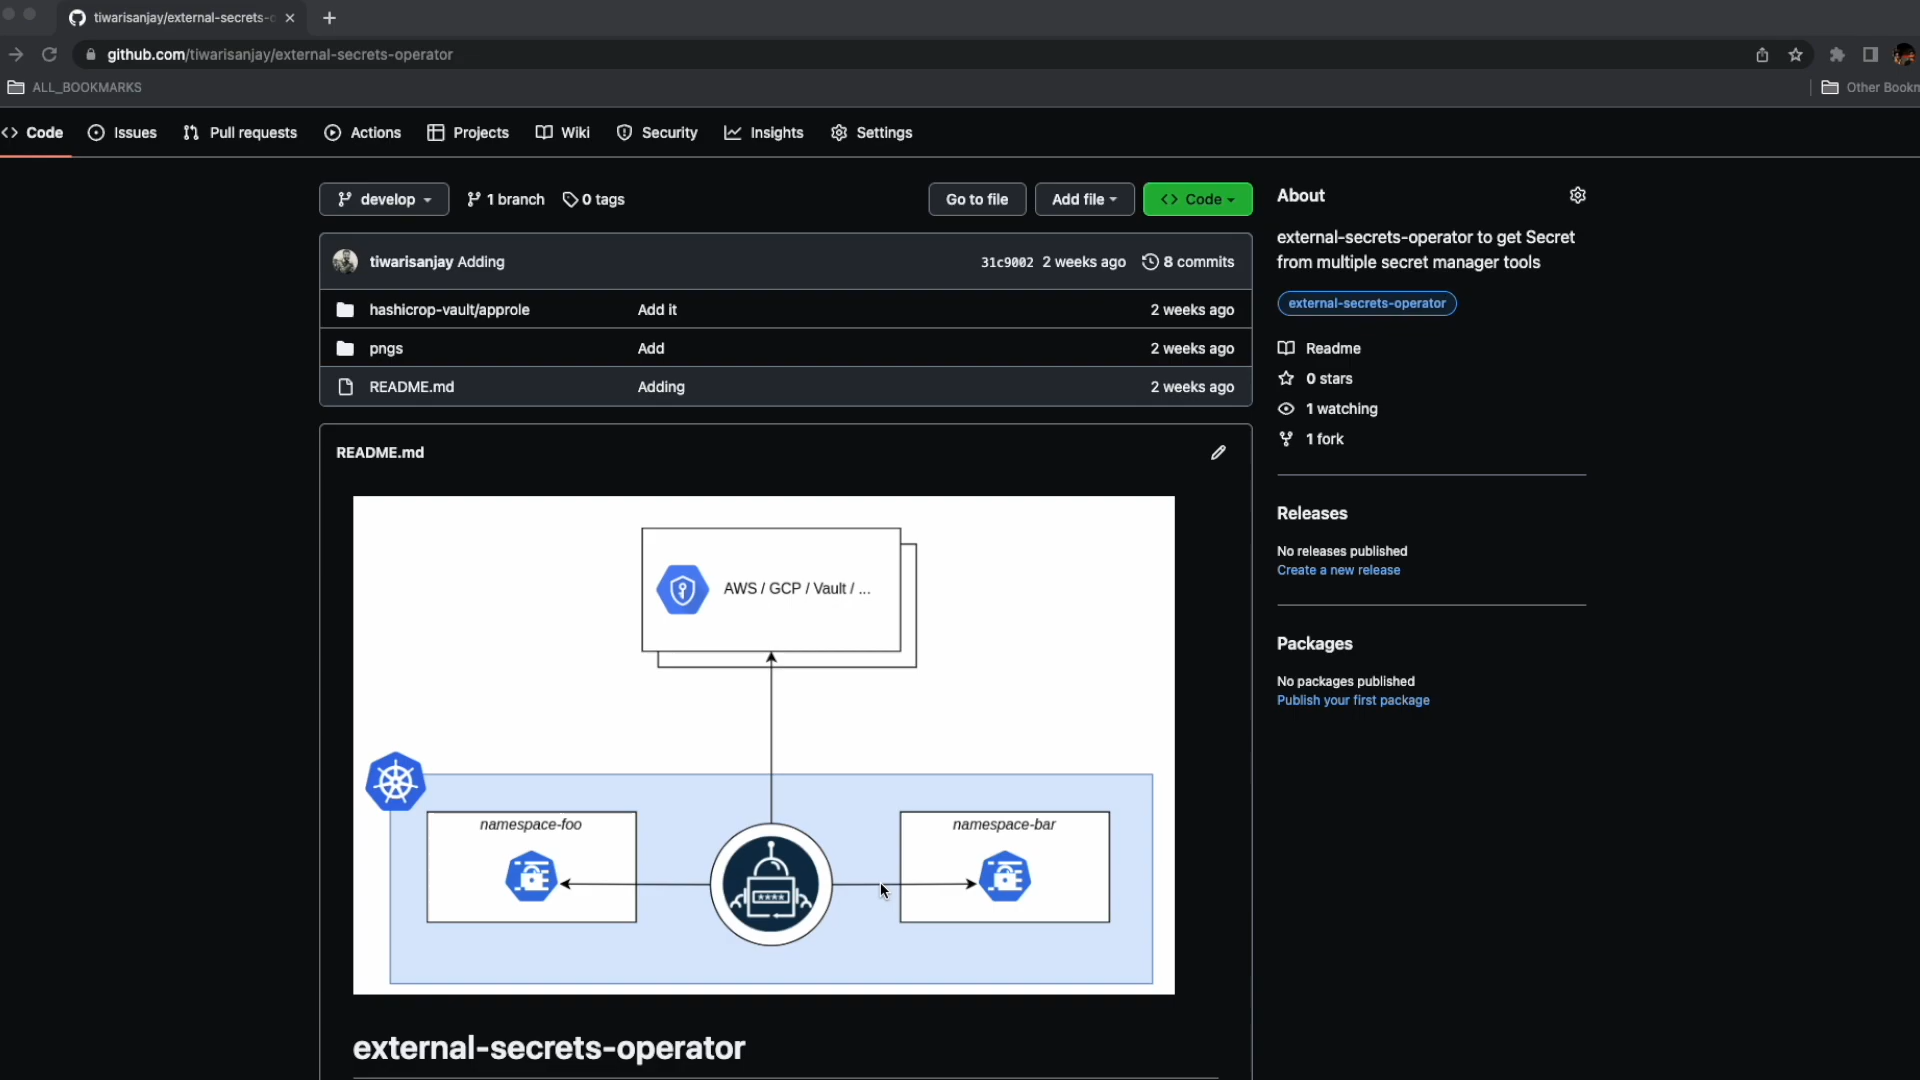 tiwarisanjay/external-secrets-
github.com/tiwarisanjay/external-secrets-operator
ALL_BOOKMARKS
Other Bookm
Code
Issues
Pull requests
Actions
Projects
Wiki
Security
Insights
Settings
develop
1 branch
0 tags
Go to file
Add file
Code
tiwarisanjay Adding
31c9002 2 weeks ago
8 commits
hashicrop-vault/approle Add it 2 weeks ago
pngs Add 2 weeks ago
README.md Adding 2 weeks ago
README.md
AWS / GCP / Vault / ...
namespace-foo
namespace-bar
****
external-secrets-operator
About
external-secrets-operator to get Secret
from multiple secret manager tools
external-secrets-operator
Readme
0 stars
1 watching
1 fork
Releases
No releases published
Create a new release
Packages
No packages published
Publish your first package